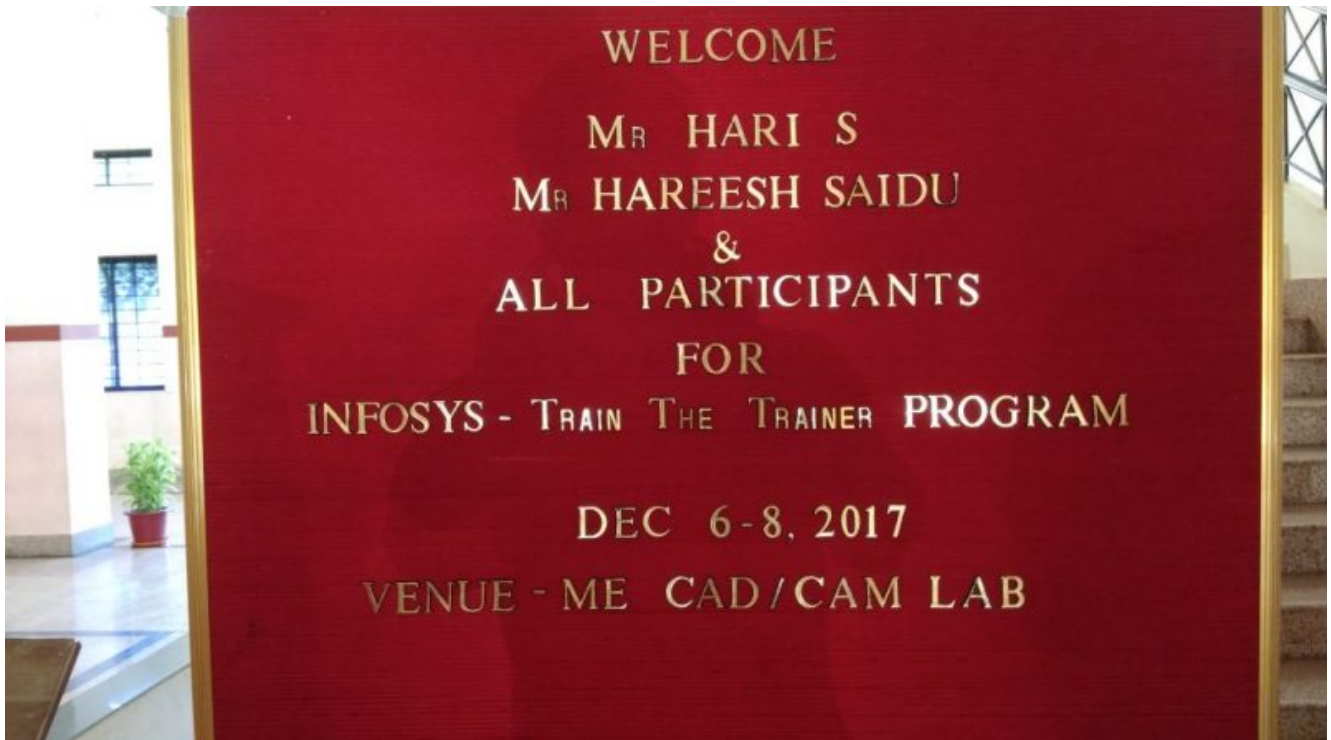 WELCOME
MR HARI S
MR HAREESH SAIDU
&
ALL PARTICIPANTS
FOR
INFOSYS - TRAIN THE TRAINER PROGRAM
DEC 6-8, 2017
VENUE - ME CAD/CAM LAB